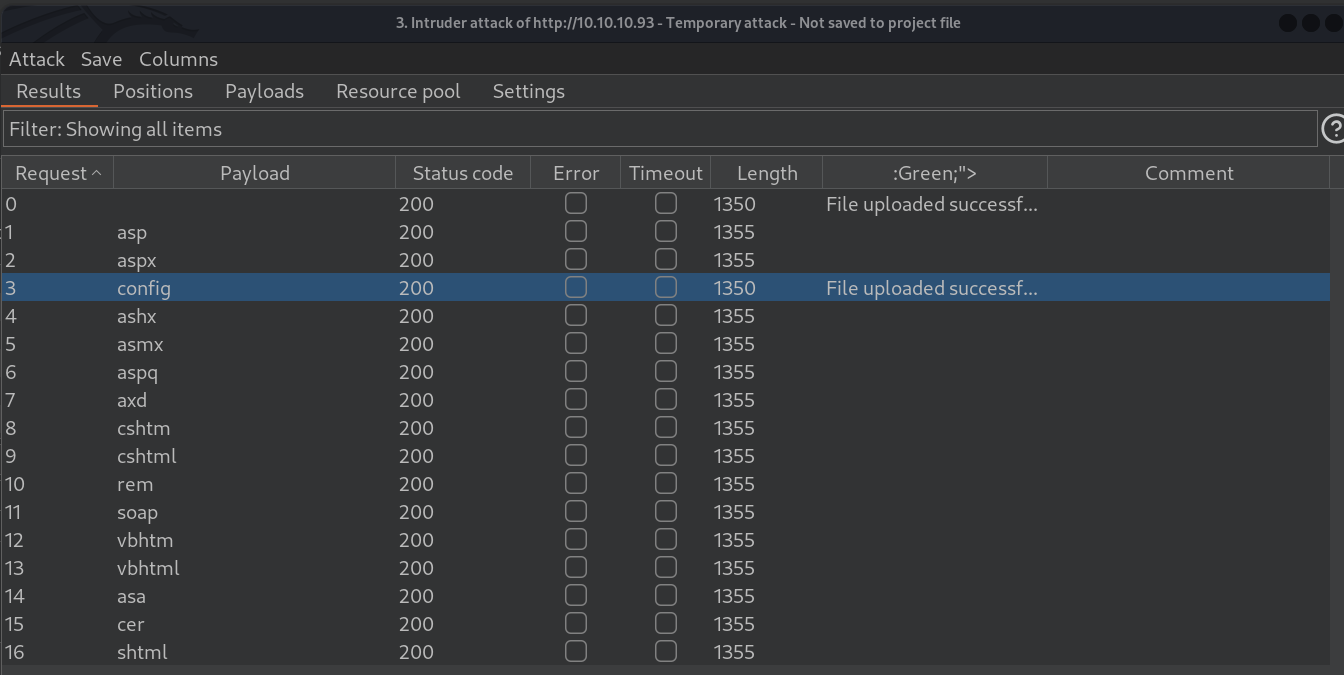 3. Intruder attack of http://10.10.10.93 - Temporary attack - Not saved to project file
Attack Save Columns
Results Positions Payloads Resource pool Settings
Filter: Showing all items ?
Request Payload Status code Error Timeout Length :Green;"> Comment
0 200 1350 File uploaded successf...
1 asp 200 1355
2 aspx 200 1355
3 config 200 1350 File uploaded successf...
4 ashx 200 1355
5 asmx 200 1355
6 aspq 200 1355
7 axd 200 1355
8 cshtm 200 1355
9 cshtml 200 1355
10 rem 200 1355
11 soap 200 1355
12 vbhtm 200 1355
13 vbhtml 200 1355
14 asa 200 1355
15 cer 200 1355
16 shtml 200 1355